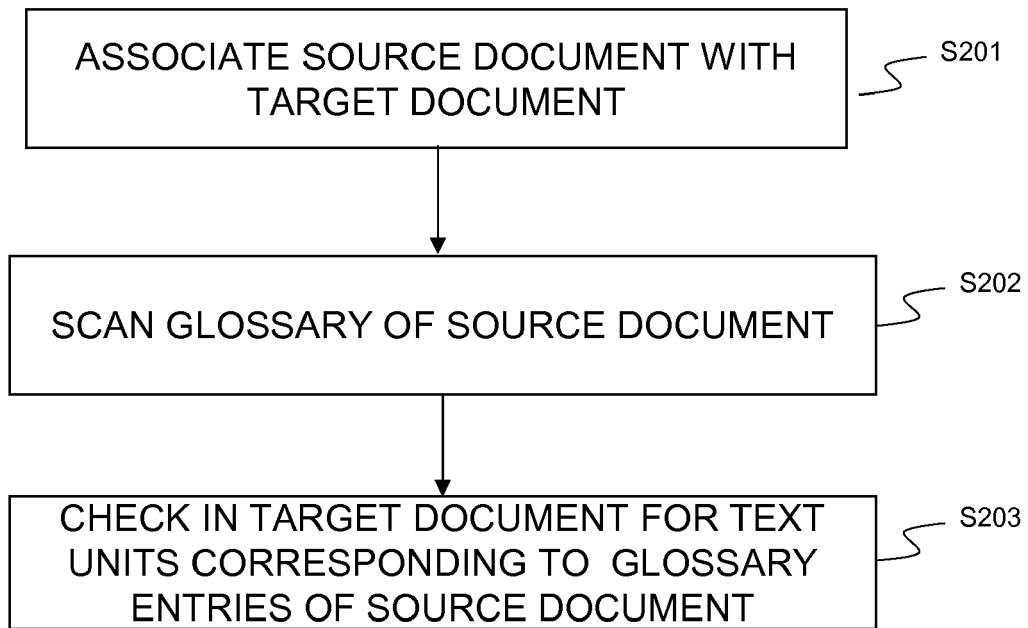 ASSOCIATE SOURCE DOCUMENT WITH
TARGET DOCUMENT
S201
SCAN GLOSSARY OF SOURCE DOCUMENT
S202
CHECK IN TARGET DOCUMENT FOR TEXT
UNITS CORRESPONDING TO GLOSSARY
ENTRIES OF SOURCE DOCUMENT
S203